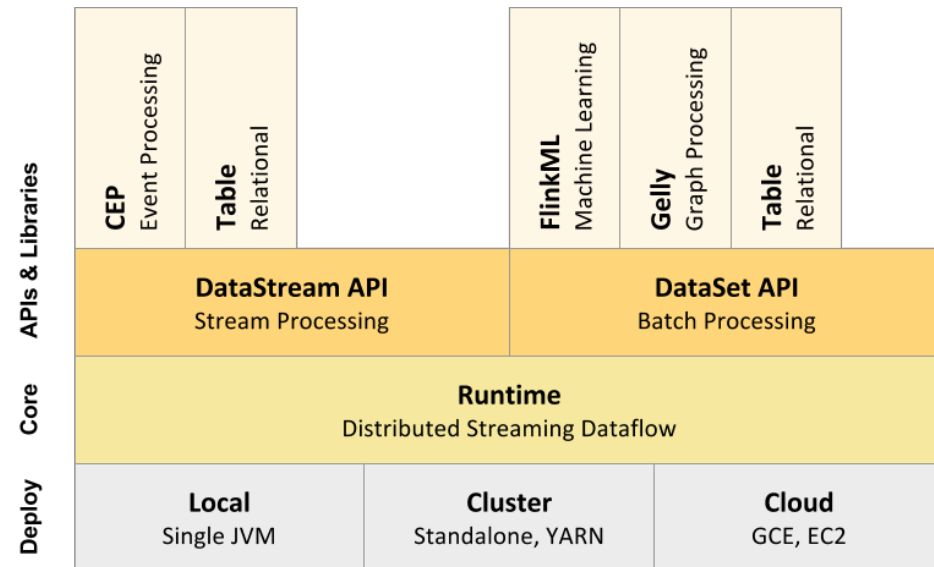 APIs & Libraries
CEP
Event Processing
Table
Relational
FlinkML
Machine Learning
Gelly
Graph Processing
Table
Relational
DataStream API
Stream Processing
DataSet API
Batch Processing
Core
Runtime
Distributed Streaming Dataflow
Deploy
Local
Single JVM
Cluster
Standalone, YARN
Cloud
GCE, EC2